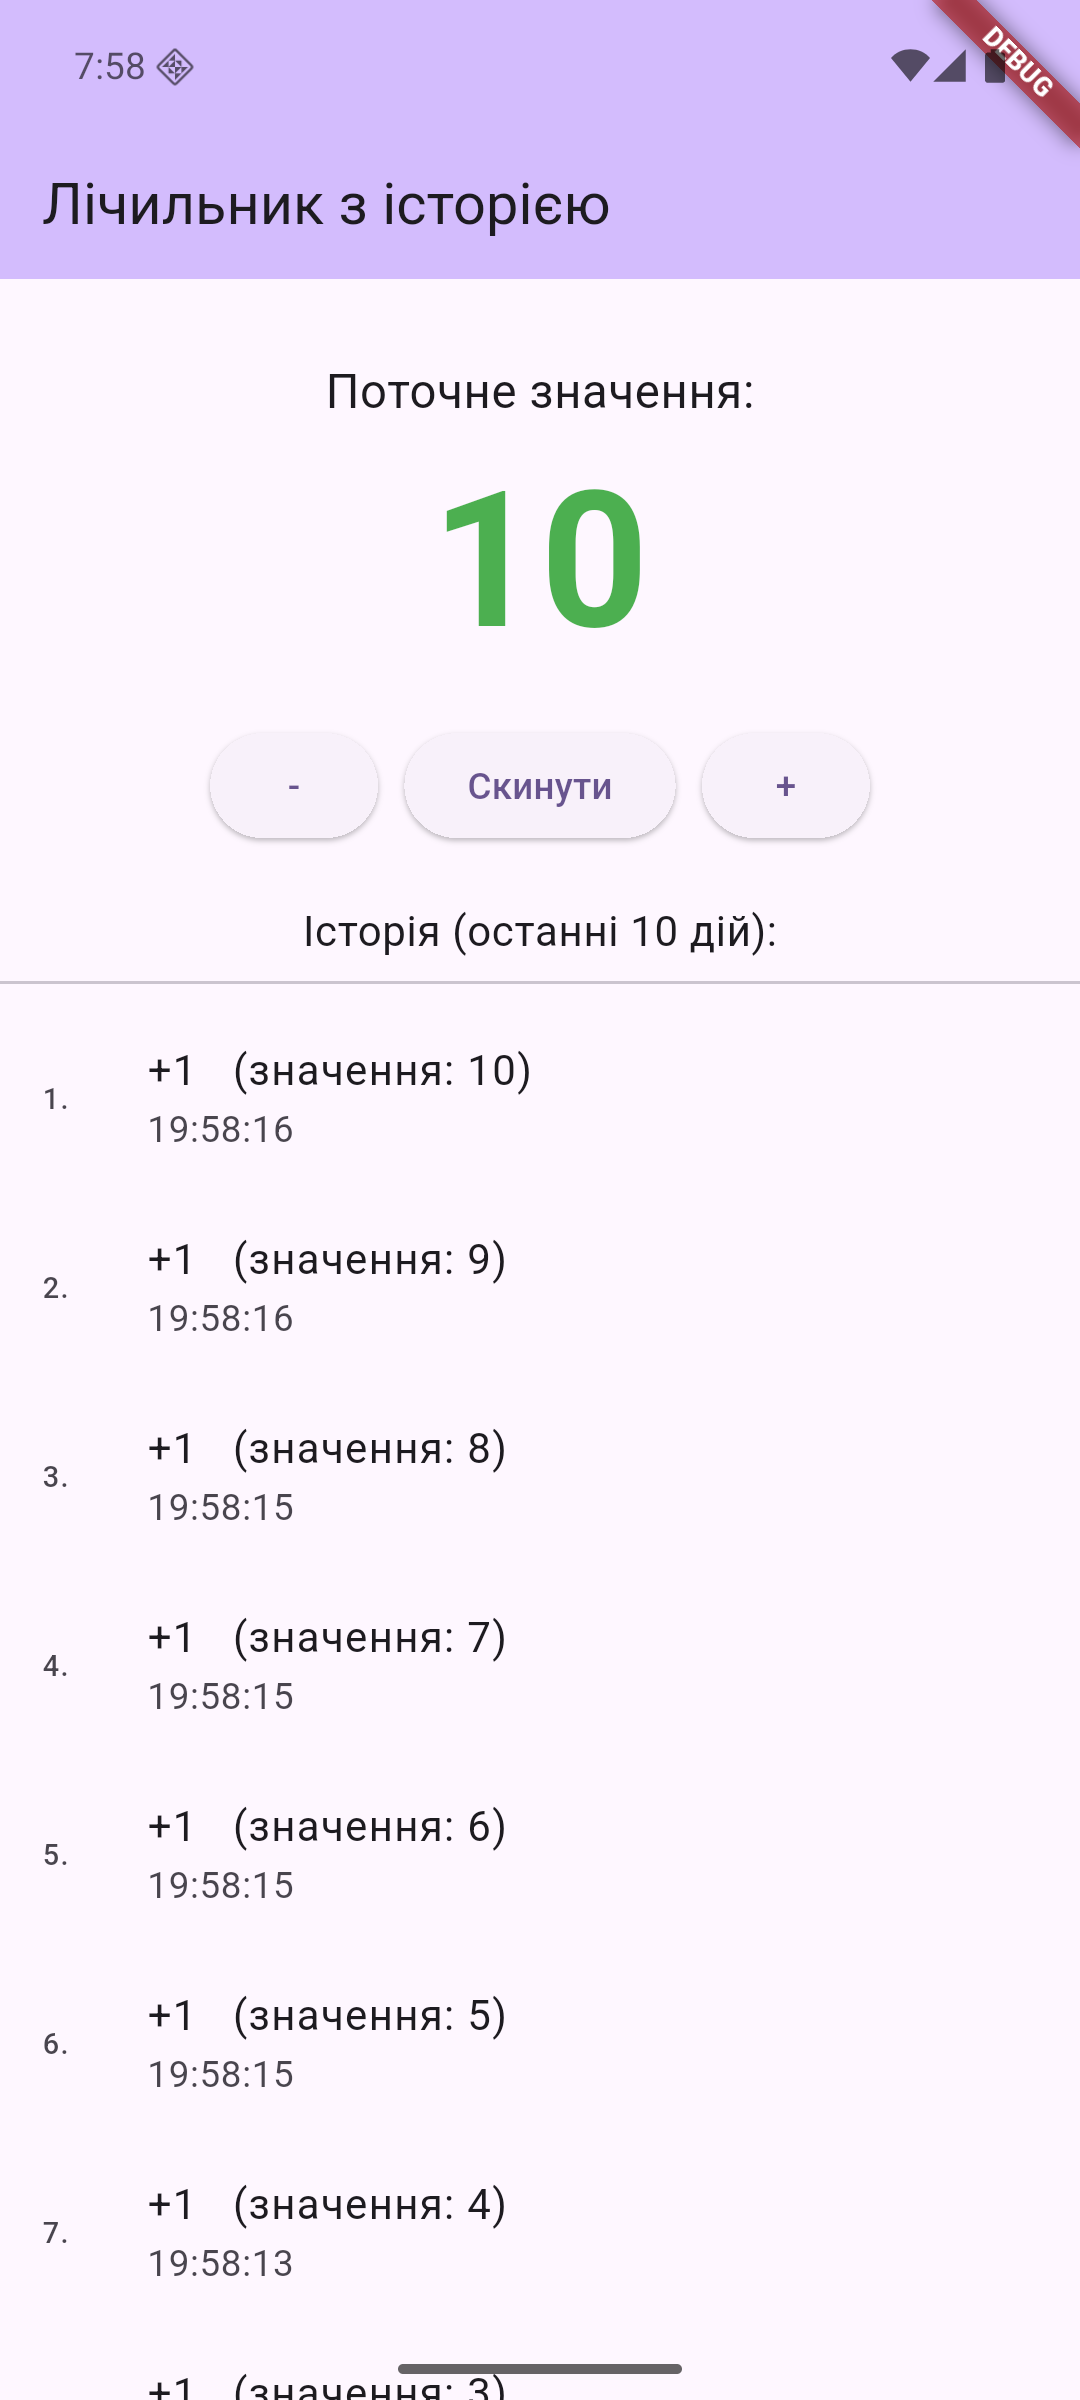 7:58
DEBUG
Лічильник з історією
Поточне значення:
10
- Скинути +
Історія (останні 10 дій):
1. +1 (значення: 10)
19:58:16
2. +1 (значення: 9)
19:58:16
3. +1 (значення: 8)
19:58:15
4. +1 (значення: 7)
19:58:15
5. +1 (значення: 6)
19:58:15
6. +1 (значення: 5)
19:58:15
7. +1 (значення: 4)
19:58:13
+1 (значення: 3)